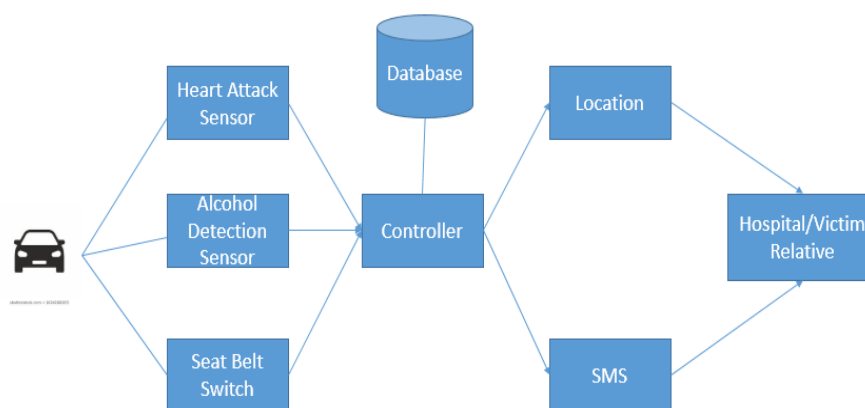 Database
Heart Attack
Sensor
Location
Alcohol
Detection
Sensor
Controller
Hospital/Victim
Relative
Seat Belt
Switch
SMS